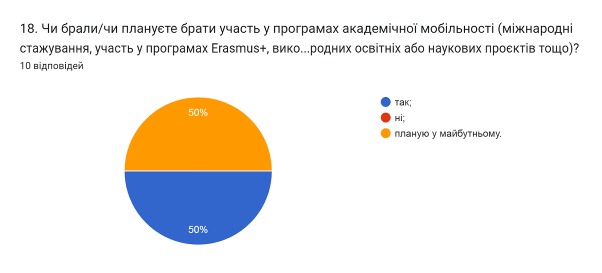 18. Чи брали/чи плануєте брати участь у програмах академічної мобільності (міжнародні
стажування, участь у програмах Erasmus+, вико...родних освітніх або наукових проєктів тощо)?
10 відповідей
50%
50%
так;
ні;
планую у майбутньому.